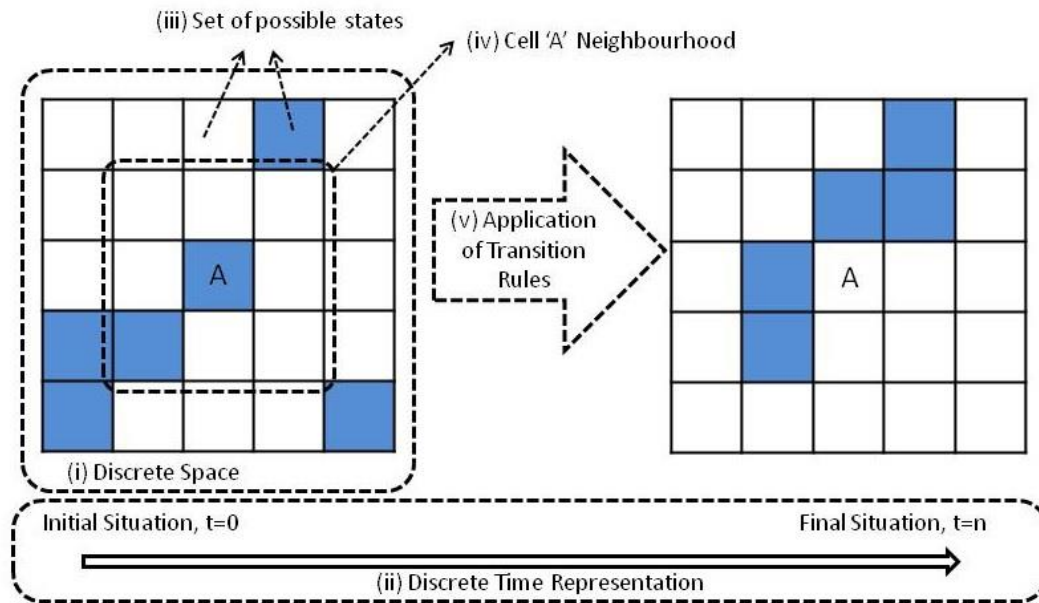 (iii) Set of possible states
(iv) Cell ‘A’ Neighbourhood
A
(v) Application
of Transition
Rules
A
(i) Discrete Space
Initial Situation, t=0
Final Situation, t=n
(ii) Discrete Time Representation